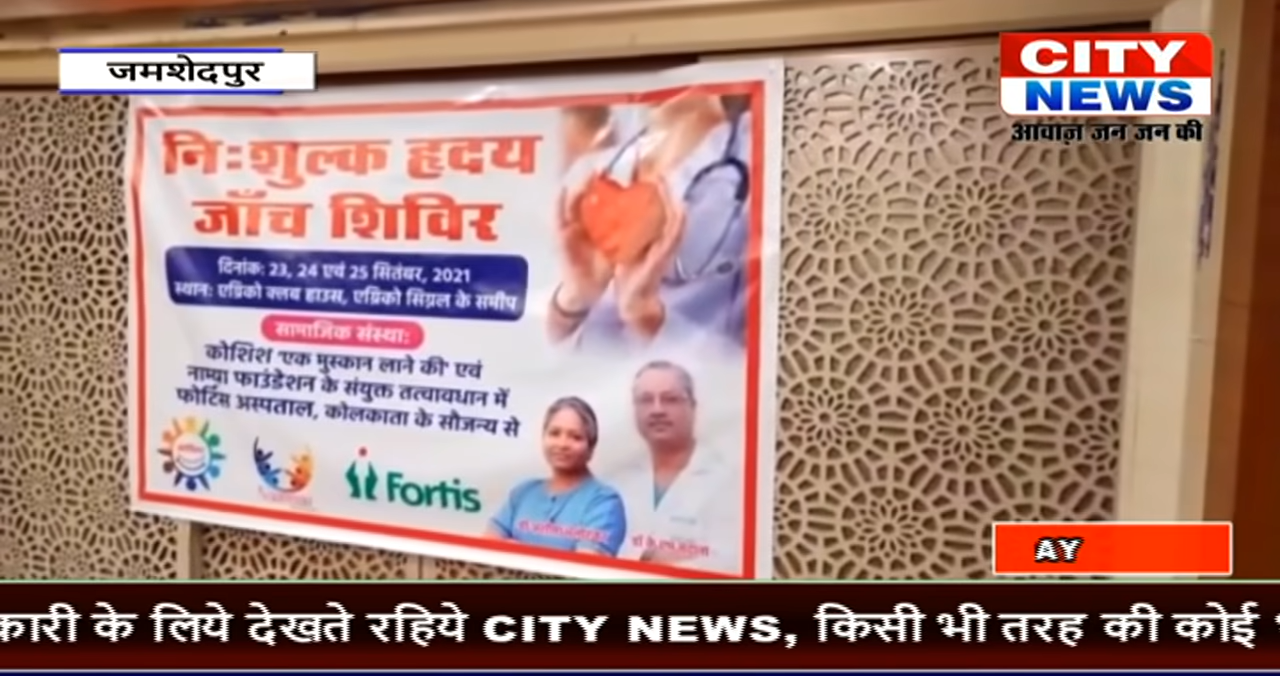 जमशेदपुर
CITY
NEWS
आवाज़ जन जन की
निःशुल्क हृदय
जाँच शिविर
दिनांक: 23, 24 एवं 25 सितंबर, 2021
स्थान: एग्रिको क्लब हाउस, एग्रिको सिग्नल के समीप
सामाजिक संस्था:
कोशिश 'एक मुस्कान लाने की' एवं
नाम्या फाउंडेशन के संयुक्त तत्वावधान में
फोर्टिस अस्पताल, कोलकाता के सौजन्य से
Fortis
AY
कारी के लिये देखते रहिये CITY NEWS, किसी भी तरह की कोई